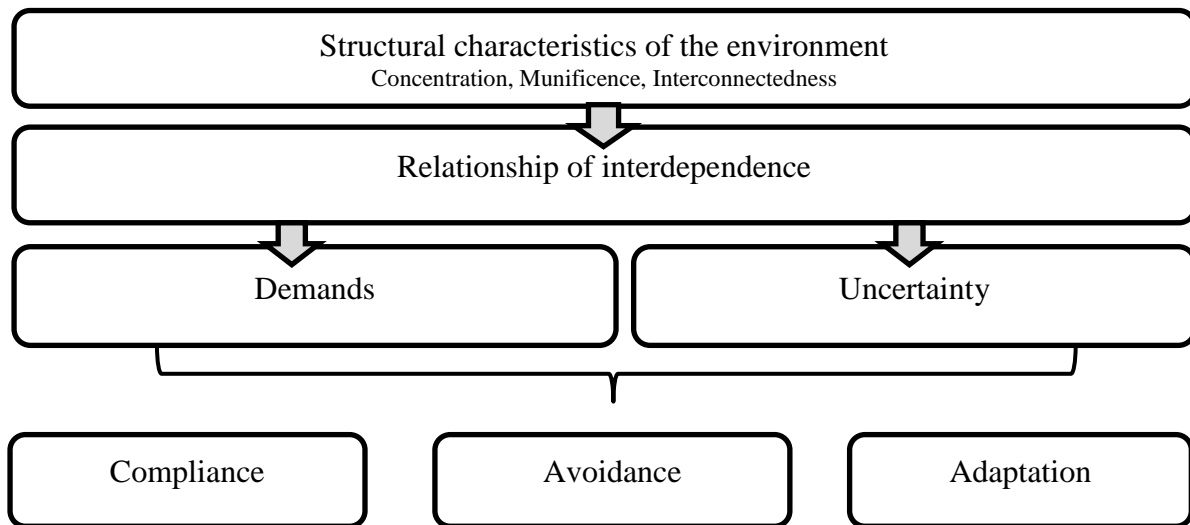 Structural characteristics of the environment
Concentration, Munificence, Interconnectedness
Relationship of interdependence
Demands
Uncertainty
Compliance
Avoidance
Adaptation